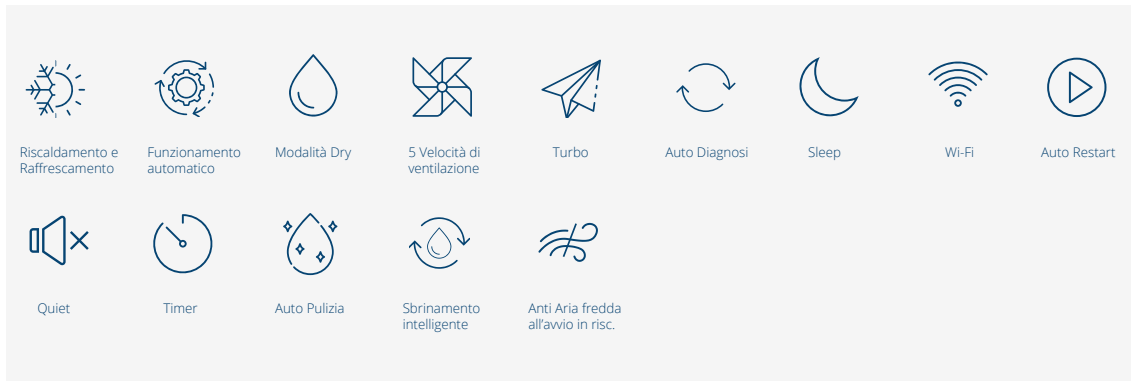 Riscaldamento e
Raffrescamento
Funzionamento
automatico
Modalità Dry
5 Velocità di
ventilazione
Turbo
Auto Diagnosi
Sleep
Wi-Fi
Auto Restart
Quiet
Timer
Auto Pulizia
Sbrinamento
intelligente
Anti Aria fredda
all'avvio in risc.